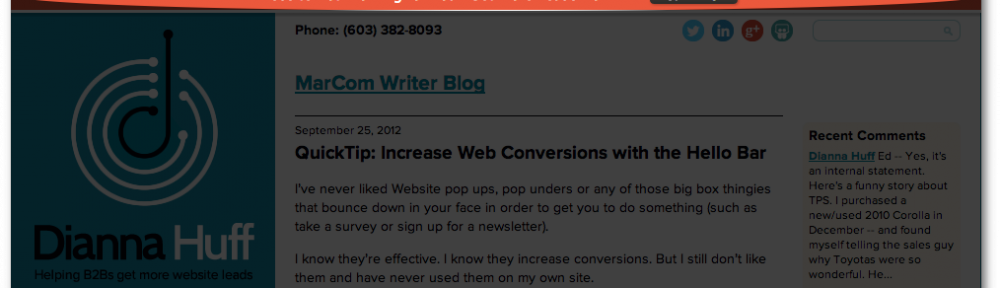 Phone: (603) 382-8093
MarCom Writer Blog
September 25, 2012
QuickTip: Increase Web Conversions with the Hello Bar
I've never liked Website pop ups, pop unders or any of those big box thingies
that bounce down in your face in order to get you to do something (such as
take a survey or sign up for a newsletter).
I know they're effective. I know they increase conversions. But I still don't like
them and have never used them on my own site.
Dianna Huff
Helping B2Bs get more website leads
Recent Comments
Dianna Huff Ed -- Yes, it's
an internal statement.
Here's a funny story about
TPS. I purchased a
new/used 2010 Corolla in
December -- and found
myself telling the sales guy
why Toyotas were so
wonderful. He...